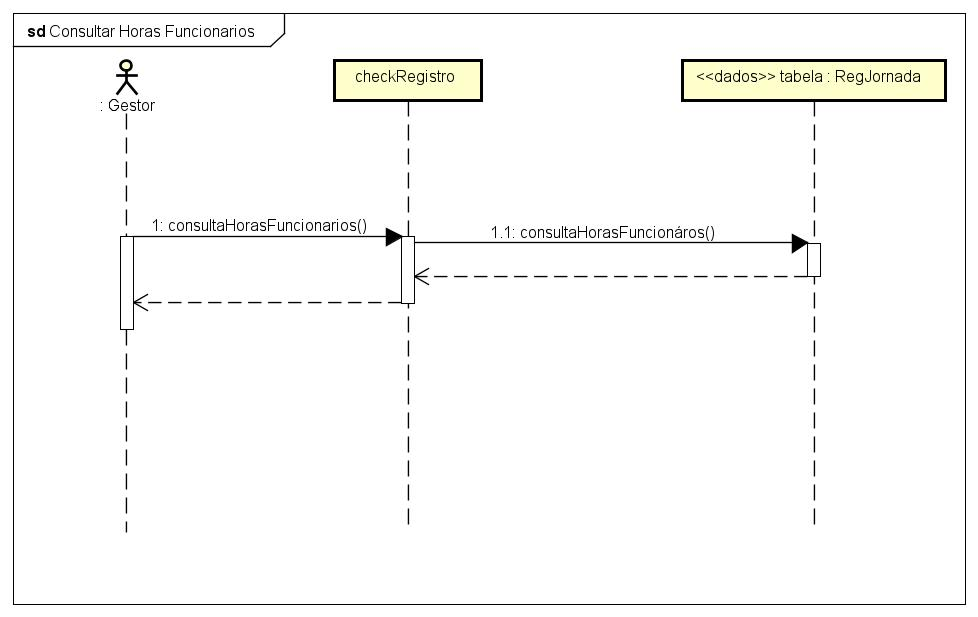 sd Consultar Horas Funcionarios
: Gestor
checkRegistro
<<dados>> tabela : RegJornada
1: consultaHorasFuncionarios()
1.1: consultaHorasFuncionáros()